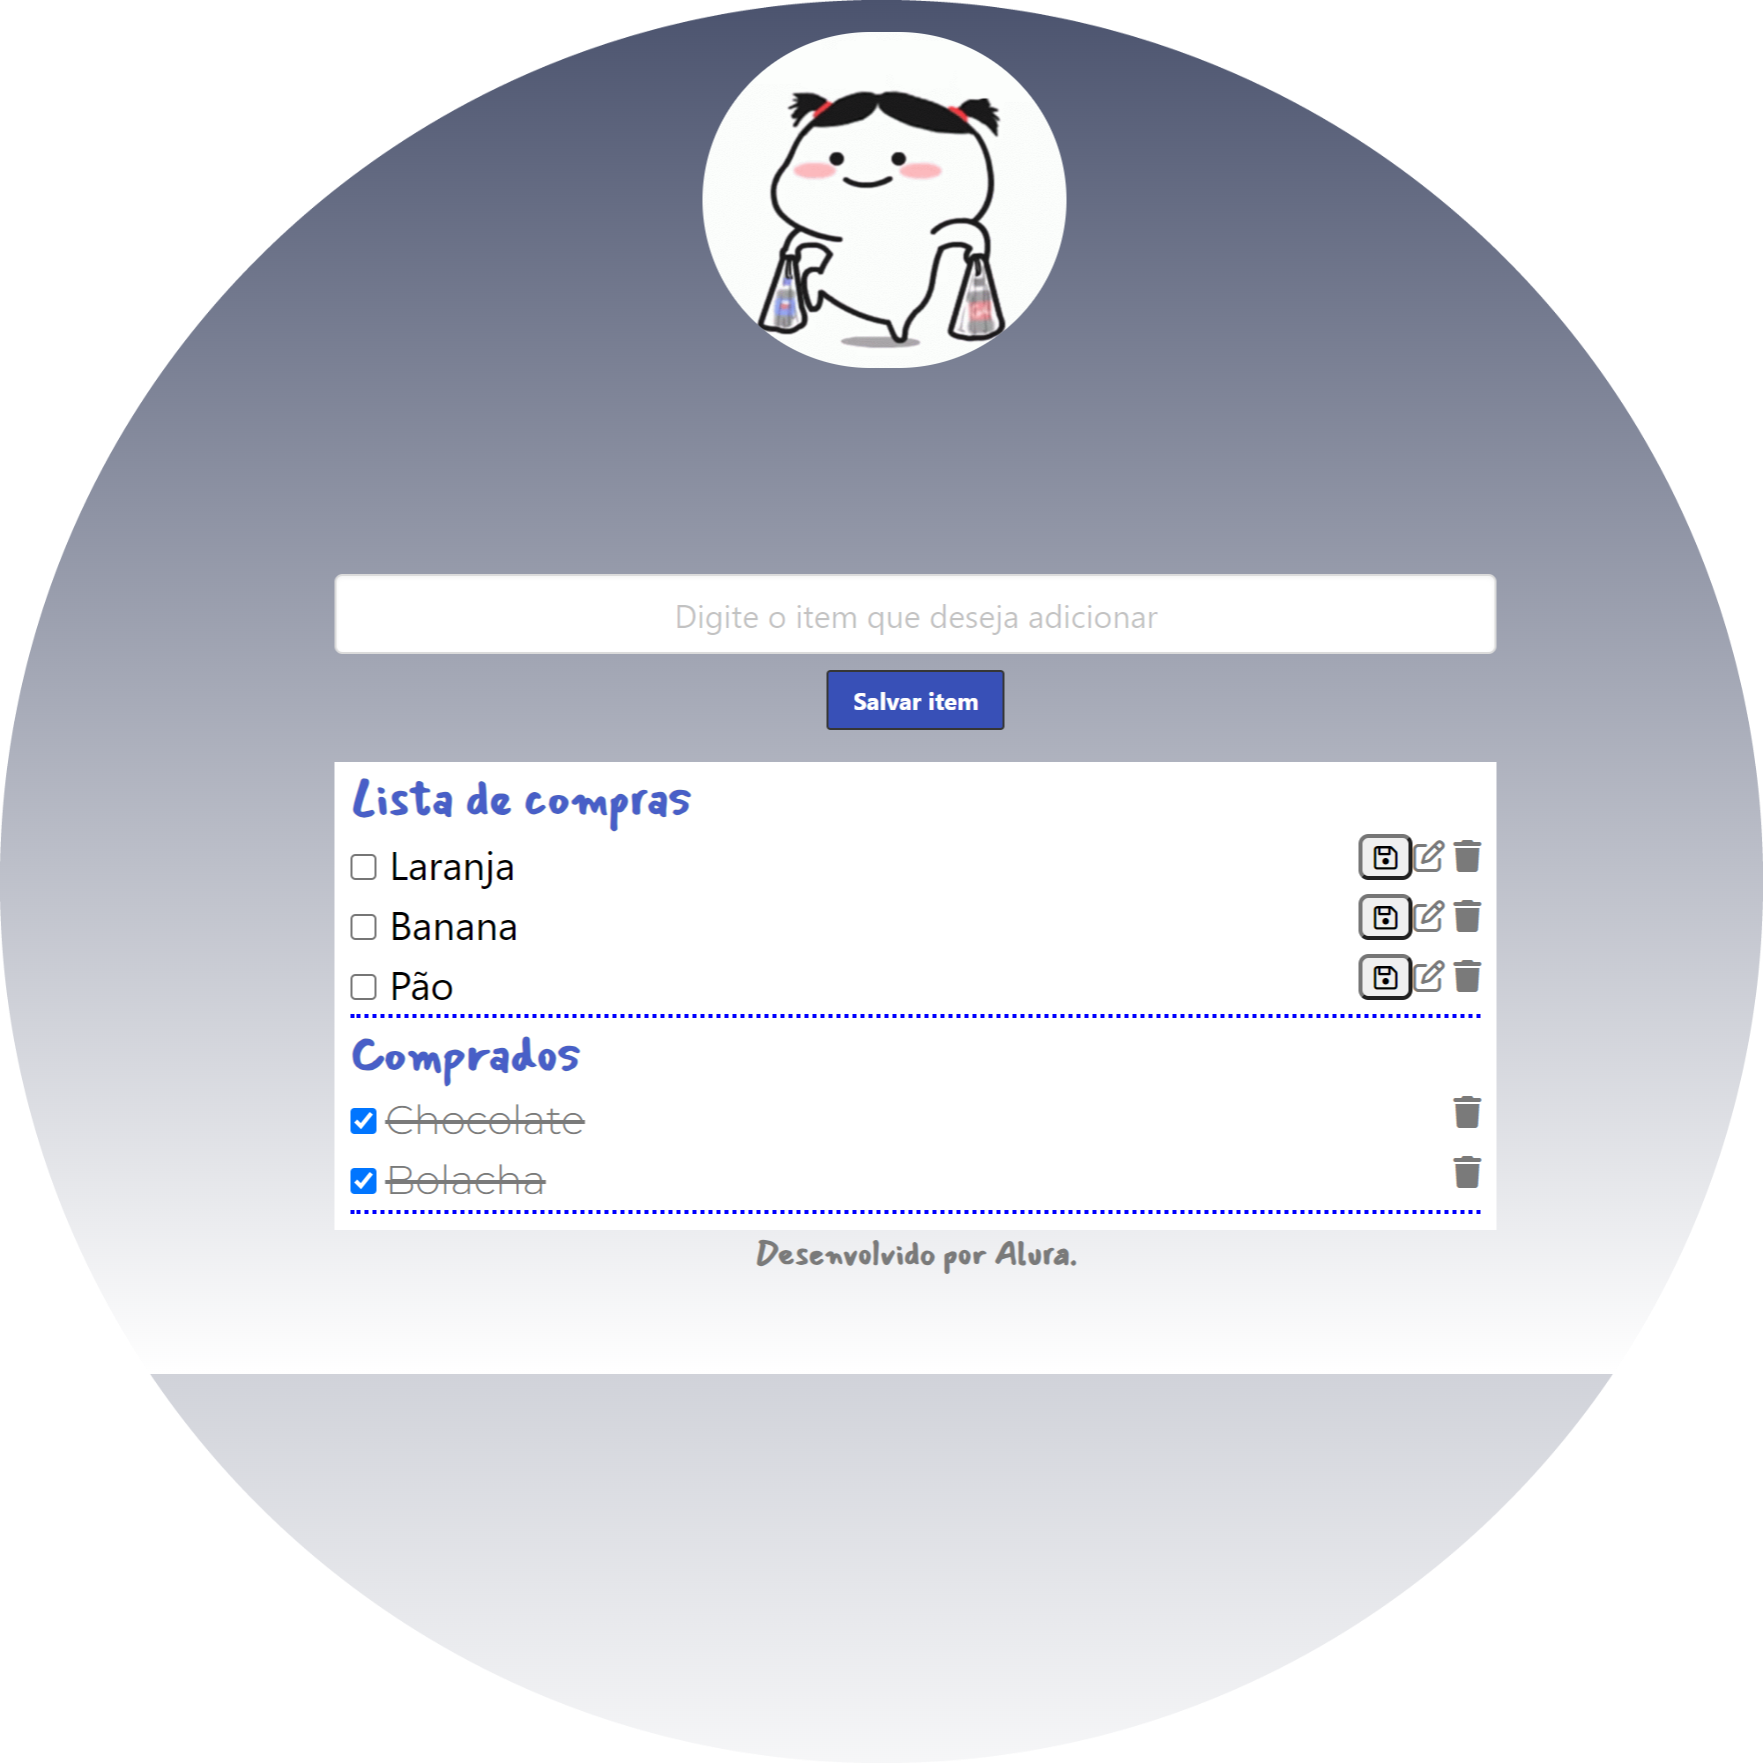 Digite o item que deseja adicionar
Salvar item
Lista de compras
Laranja
Banana
Pão
Comprados
Chocolate
Bolacha
Desenvolvido por Alura.